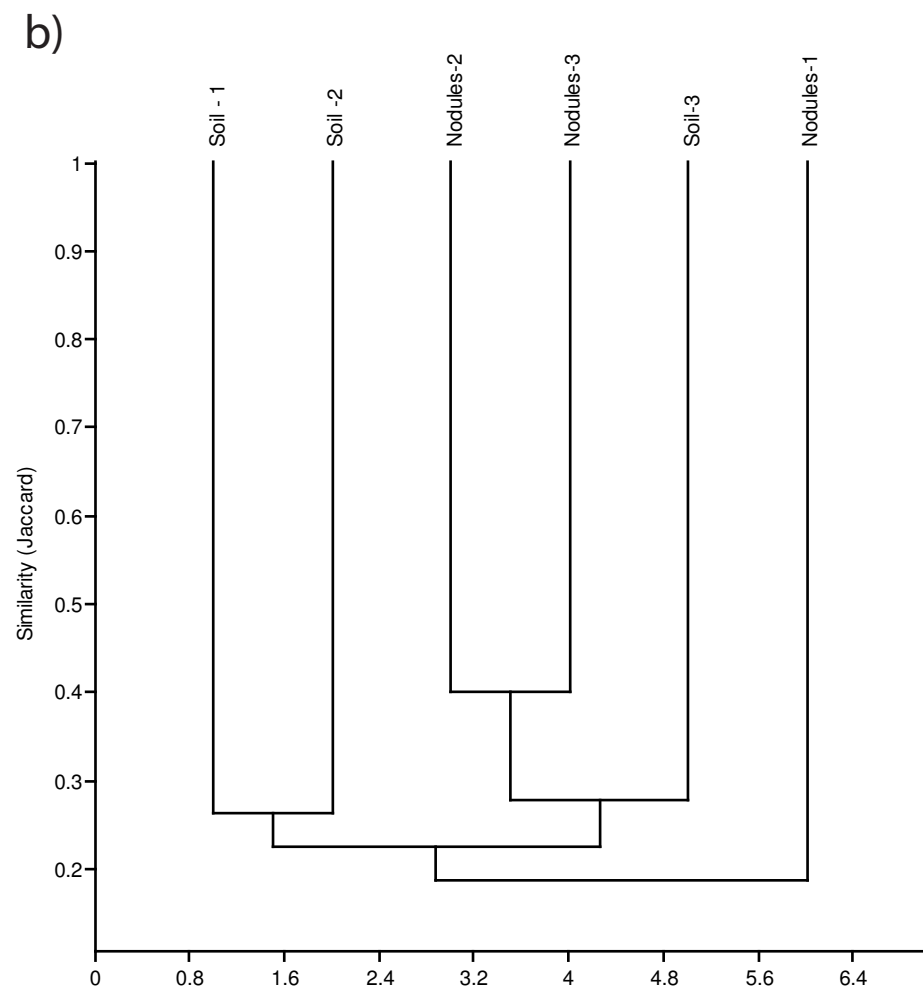 b)
Soil - 1
Soil -2
Nodules-2
Nodules-3
Soil-3
Nodules-1
Similarity (Jaccard)
1
0.9
0.8
0.7
0.6
0.5
0.4
0.3
0.2
0 0.8 1.6 2.4 3.2 4 4.8 5.6 6.4